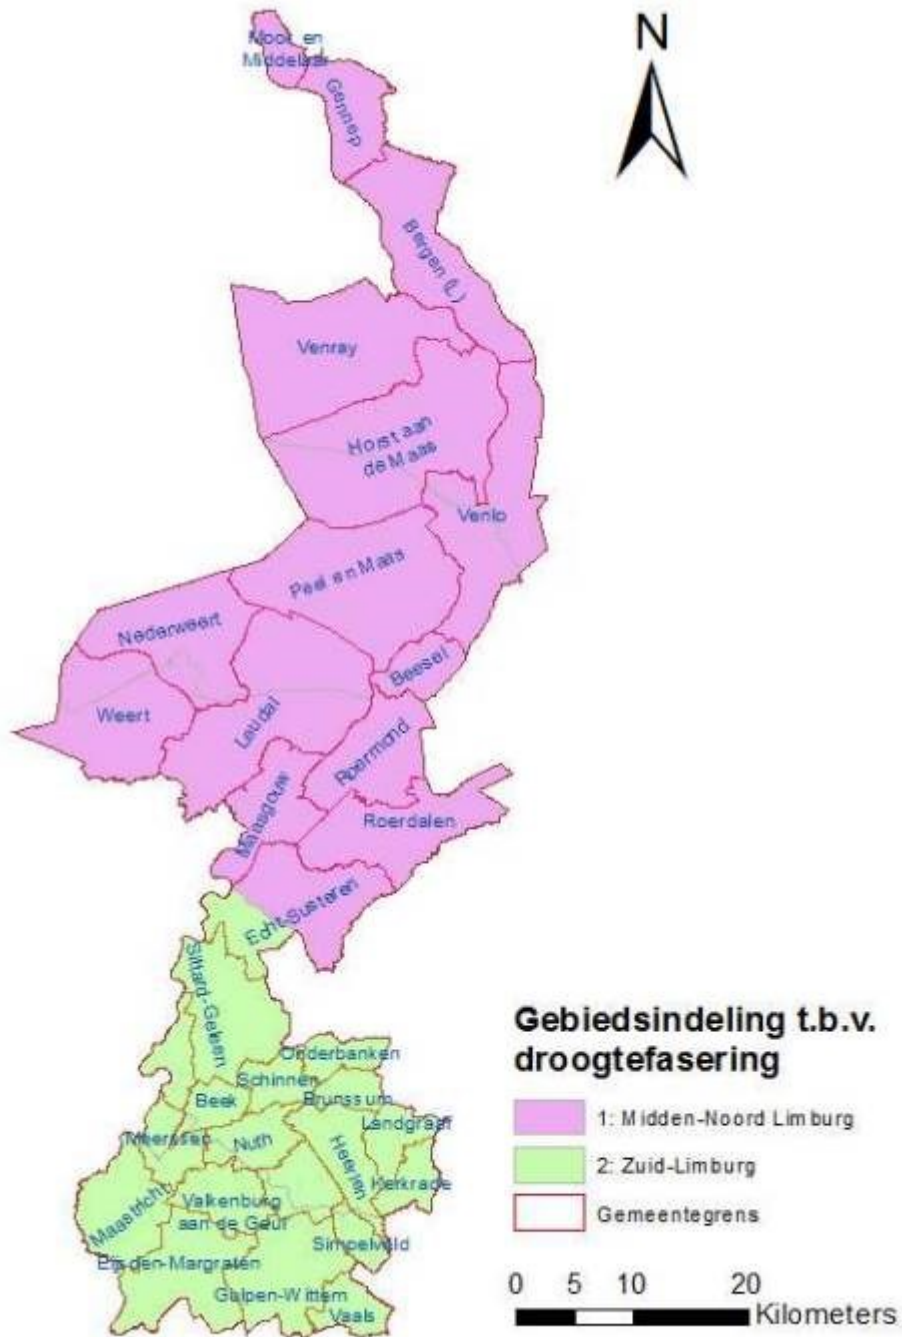 N
Mook en
Middelaar
Gennep
Bergen (L)
Venray
Horst aan
de Maas
Venlo
Peel en Maas
Nederweert
Beesel
Weert
Leudal
Roermond
Maasgouw
Roerdalen
Echt-Susteren
Sittard-Geleen
Onderbanken
Schinnen
Beek
Brunssum
Landgraaf
Meerssen
Nuth
Heerlen
Kerkrade
Maastricht
Valkenburg
aan de Geul
Simpelveld
Eijsden-Margraten
Gulpen-Wittem
Vaals
Gebiedsindeling t.b.v.
droogtefasering
1: Midden-Noord Limburg
2: Zuid-Limburg
Gemeentegrens
0 5 10 20
Kilometers